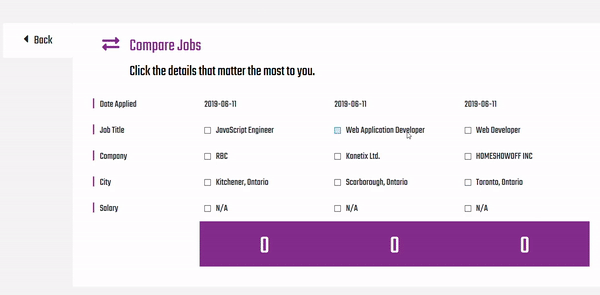 Back
Compare Jobs
Click the details that matter the most to you.
Date Applied 2019-06-11 2019-06-11 2019-06-11
Job Title JavaScript Engineer Web Application Developer Web Developer
Company RBC Konetix Ltd. HOMESHOWOFF INC
City Kitchener, Ontario Scarborough, Ontario Toronto, Ontario
Salary N/A N/A N/A
0 0 0